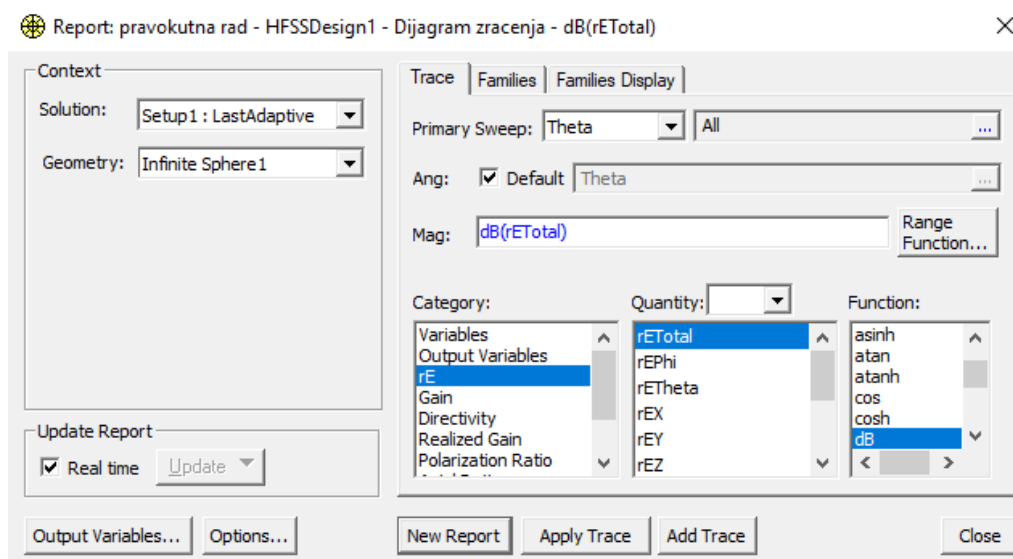 Report: pravokutna rad - HFSSDesign1 - Dijagram zracenja - dB(rETotal)
Context
Solution: Setup1 : LastAdaptive
Geometry: Infinite Sphere1
Update Report
Real time Update
Output Variables... Options...
Trace Families Families Display
Primary Sweep: Theta All ...
Ang: Default Theta ...
Mag: dB(rETotal) Range
Function...
Category: Quantity: Function:
Variables
Output Variables
rE
Gain
Directivity
Realized Gain
Polarization Ratio
rETotal
rEPhi
rETheta
rEX
rEY
rEZ
asinh
atan
atanh
cos
cosh
dB
New Report Apply Trace Add Trace Close